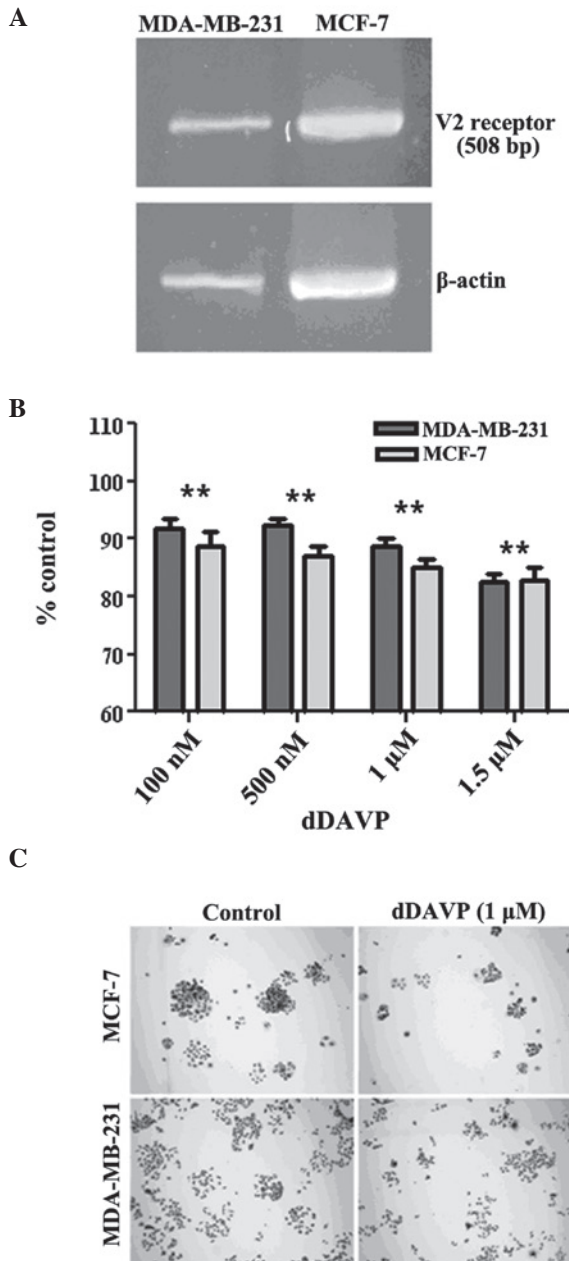 A
MDA-MB-231 MCF-7
V2 receptor
(508 bp)
β-actin
B
110
100
90
80
70
60
% control
MDA-MB-231
MCF-7
**
**
**
**
100 nM
500 nM
1 µM
1.5 µM
dDAVP
C
Control
dDAVP (1 µM)
MCF-7
MDA-MB-231